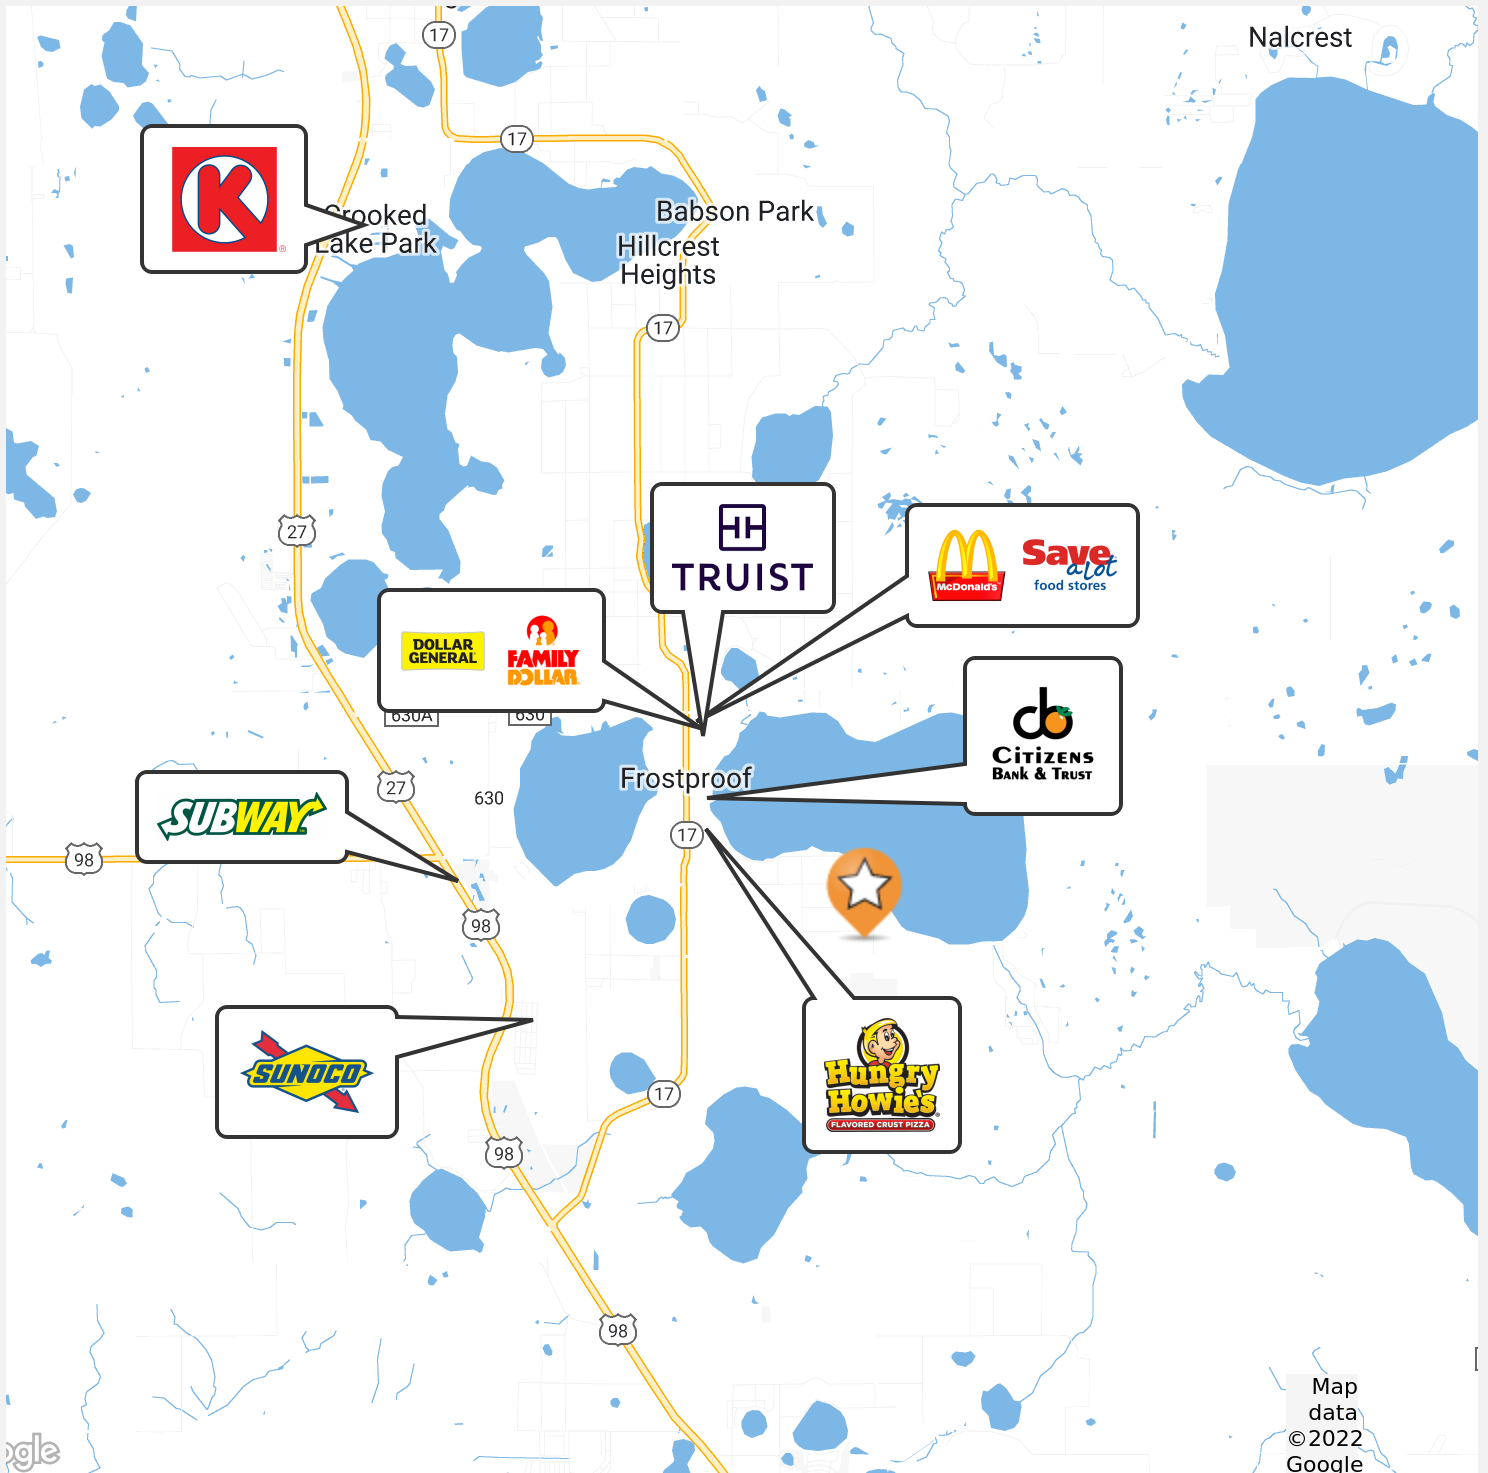 17
Nalcrest
17
K
®
Crooked
Lake Park
Babson Park
Hillcrest
Heights
17
27
TRUIST
McDonald's
Save
a Lot
food stores
DOLLAR
GENERAL
FAMILY
DOLLAR
630A
630
CITIZENS
BANK & TRUST
Frostproof
27
630
SUBWAY
17
98
98
SUNOCO
Hungry
Howie's
FLAVORED CRUST PIZZA
17
98
98
Map
data
©2022
Google
ogle